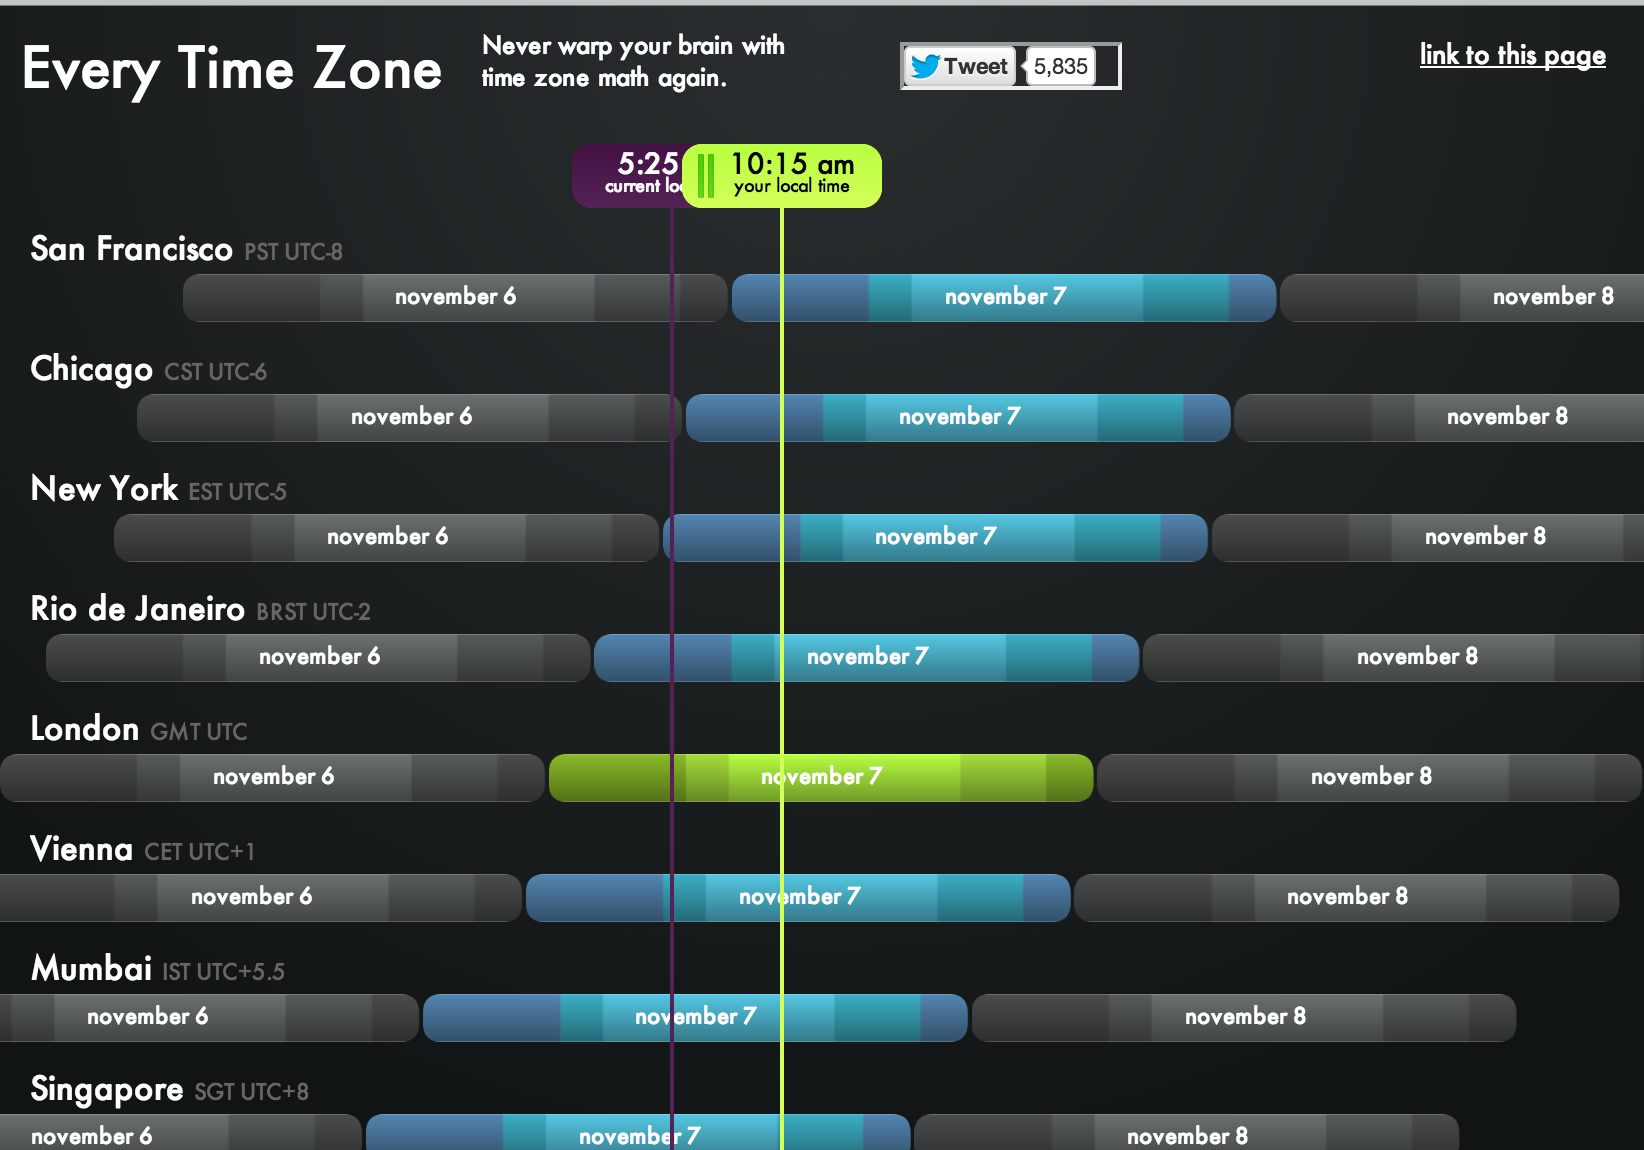 Every Time Zone
Never warp your brain with
time zone math again.
Tweet
5,835
link to this page
5:25
current
10:15 am
your local time
San Francisco PST UTC-8
november 6
november 7
november 8
Chicago CST UTC-6
november 6
november 7
november 8
New York EST UTC-5
november 6
november 7
november 8
Rio de Janeiro BRST UTC-2
november 6
november 7
november 8
London GMT UTC
november 6
november 7
november 8
Vienna CET UTC+1
november 6
november 7
november 8
Mumbai IST UTC+5.5
november 6
november 7
november 8
Singapore SGT UTC+8
november 6
november 7
november 8